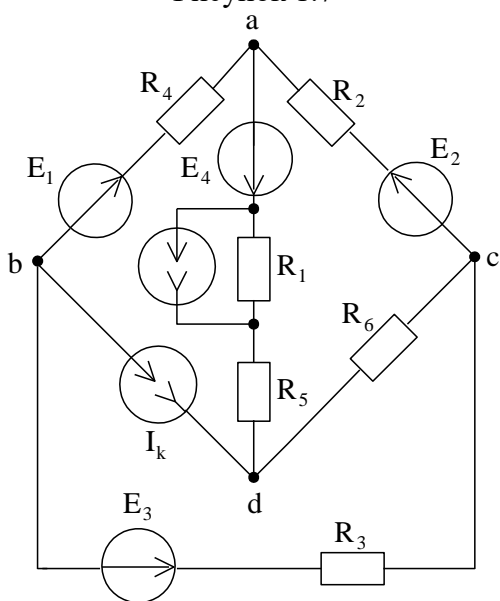 a
R₄
R₂
E₁
E₄
E₂
b
R₁
c
R₆
R₅
Iₖ
E₃
d
R₃